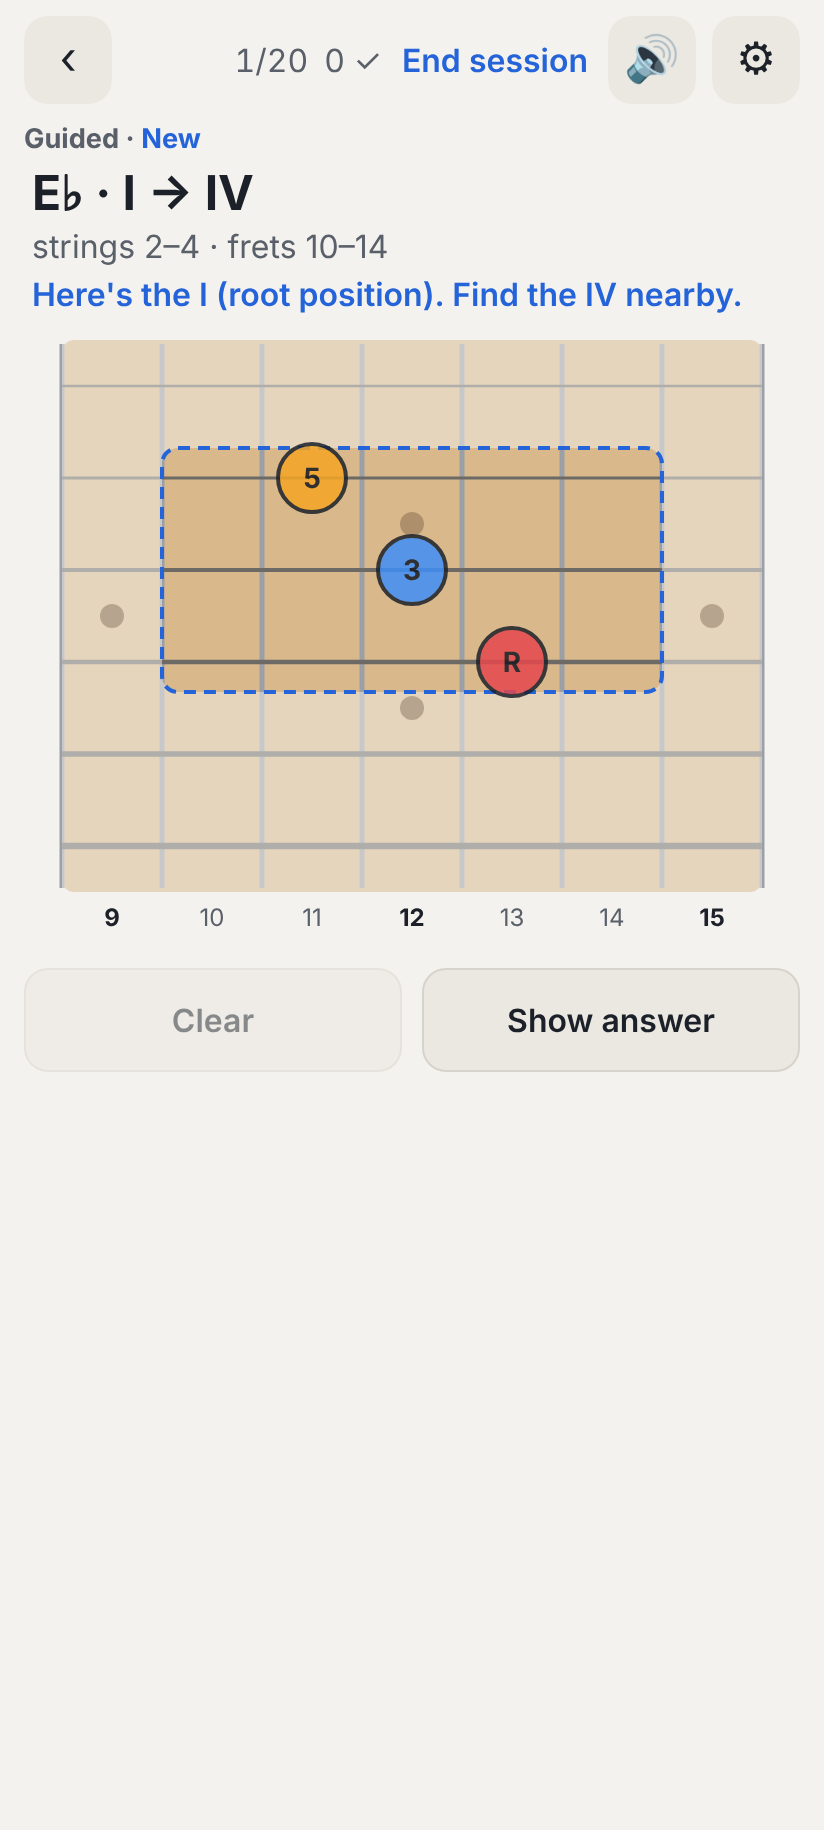 ‹ 1/20 0 ✓ End session 🔊 ⚙
Guided · New
E♭ · I → IV
strings 2–4 · frets 10–14
Here's the I (root position). Find the IV nearby.
5
3
R
9 10 11 12 13 14 15
Clear Show answer